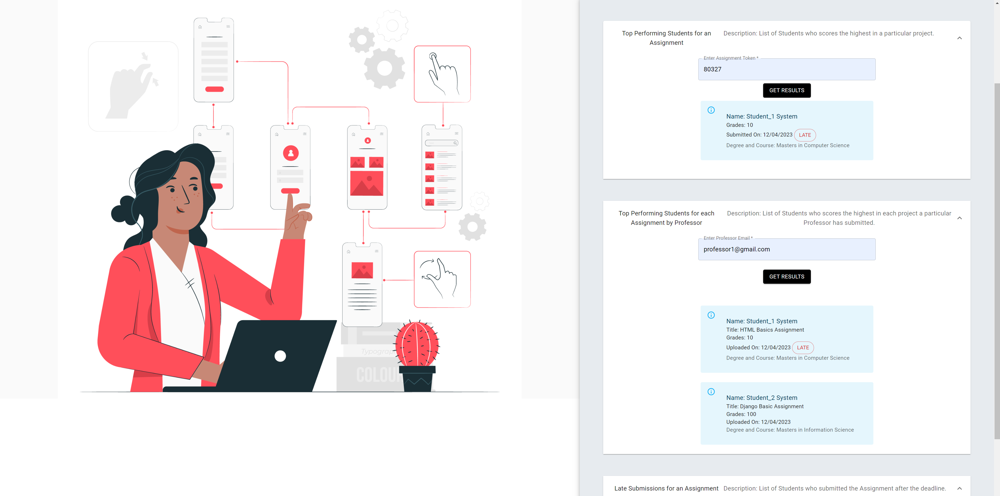 Typograp
COLOUR
Top Performing Students for an
Assignment
Description: List of Students who scores the highest in a particular project.
Enter Assignment Token *
80327
GET RESULTS
Name: Student_1 System
Grades: 10
Submitted On: 12/04/2023 LATE
Degree and Course: Masters in Computer Science
Top Performing Students for each
Assignment by Professor
Description: List of Students who scores the highest in each project a particular
Professor has submitted.
Enter Professor Email *
professor1@gmail.com
GET RESULTS
Name: Student_1 System
Title: HTML Basics Assignment
Grades: 10
Uploaded On: 12/04/2023 LATE
Degree and Course: Masters in Computer Science
Name: Student_2 System
Title: Django Basic Assignment
Grades: 100
Uploaded On: 12/04/2023
Degree and Course: Masters in Information Science
Late Submissions for an Assignment
Description: List of Students who submitted the Assignment after the deadline.